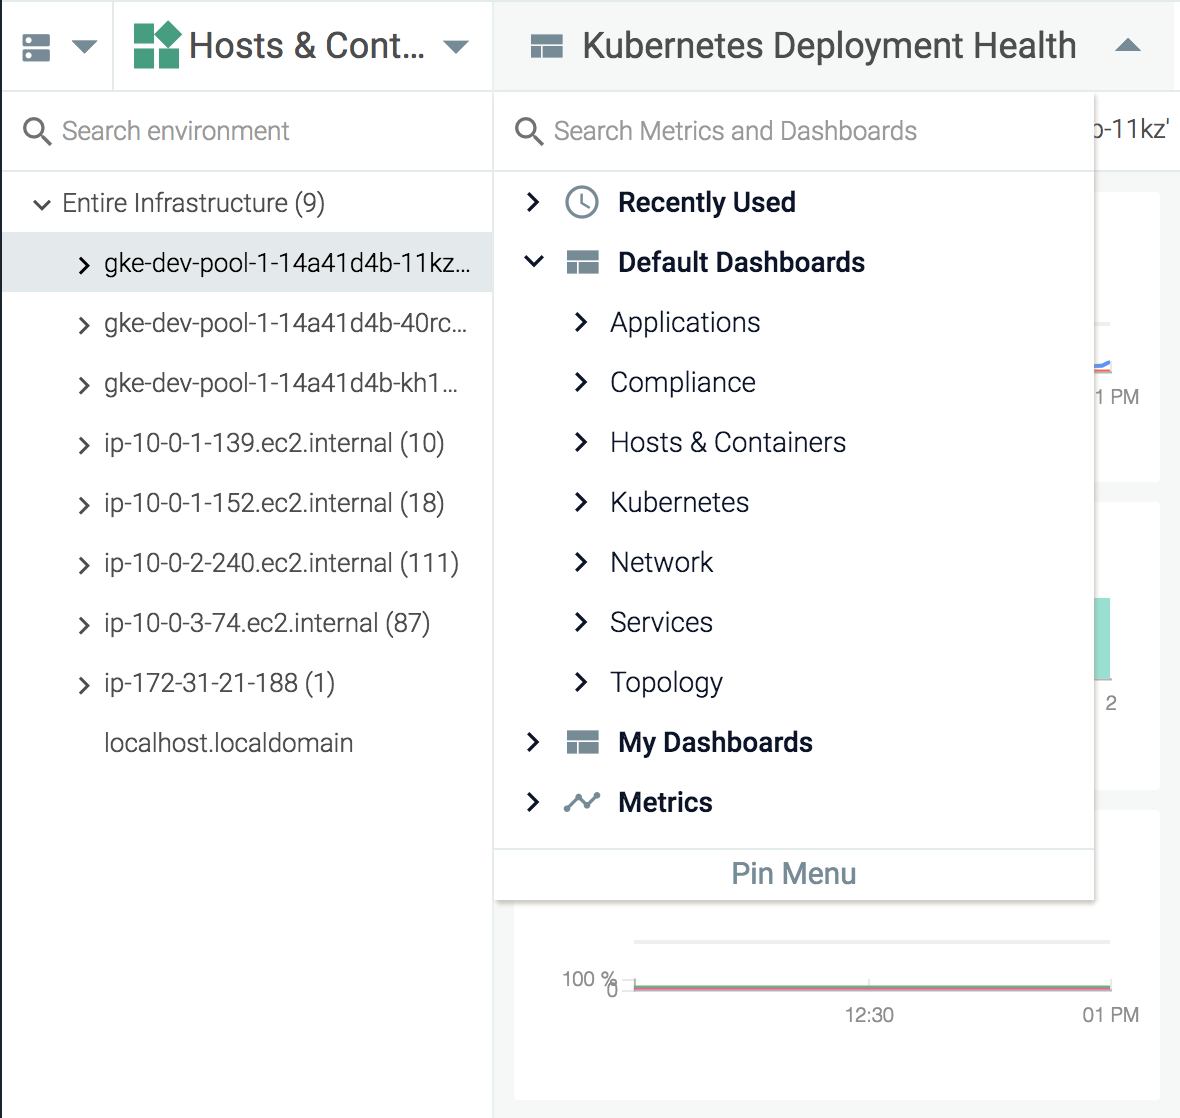 Hosts & Cont...
Kubernetes Deployment Health
Search environment
Search Metrics and Dashboards
-11kz'
Entire Infrastructure (9)
gke-dev-pool-1-14a41d4b-11kz...
gke-dev-pool-1-14a41d4b-40rc...
gke-dev-pool-1-14a41d4b-kh1...
ip-10-0-1-139.ec2.internal (10)
ip-10-0-1-152.ec2.internal (18)
ip-10-0-2-240.ec2.internal (111)
ip-10-0-3-74.ec2.internal (87)
ip-172-31-21-188 (1)
localhost.localdomain
Recently Used
Default Dashboards
Applications
Compliance
Hosts & Containers
Kubernetes
Network
Services
Topology
My Dashboards
Metrics
Pin Menu
1 PM
2
100 %
0
12:30
01 PM